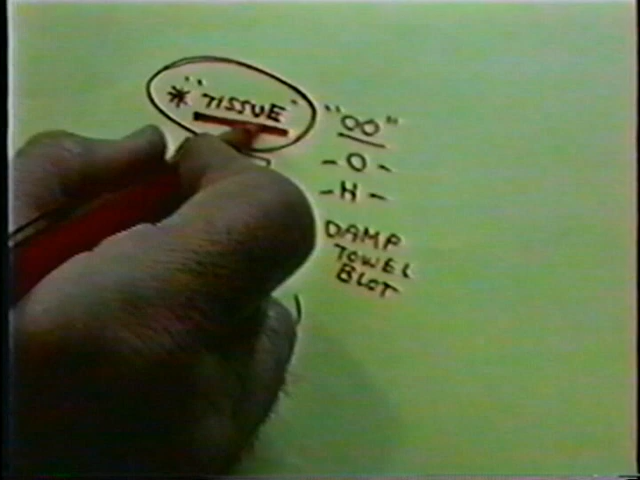 * "TISSUE"
"OO"
-O-
-H-
DAMP
TOWEL
BLOT